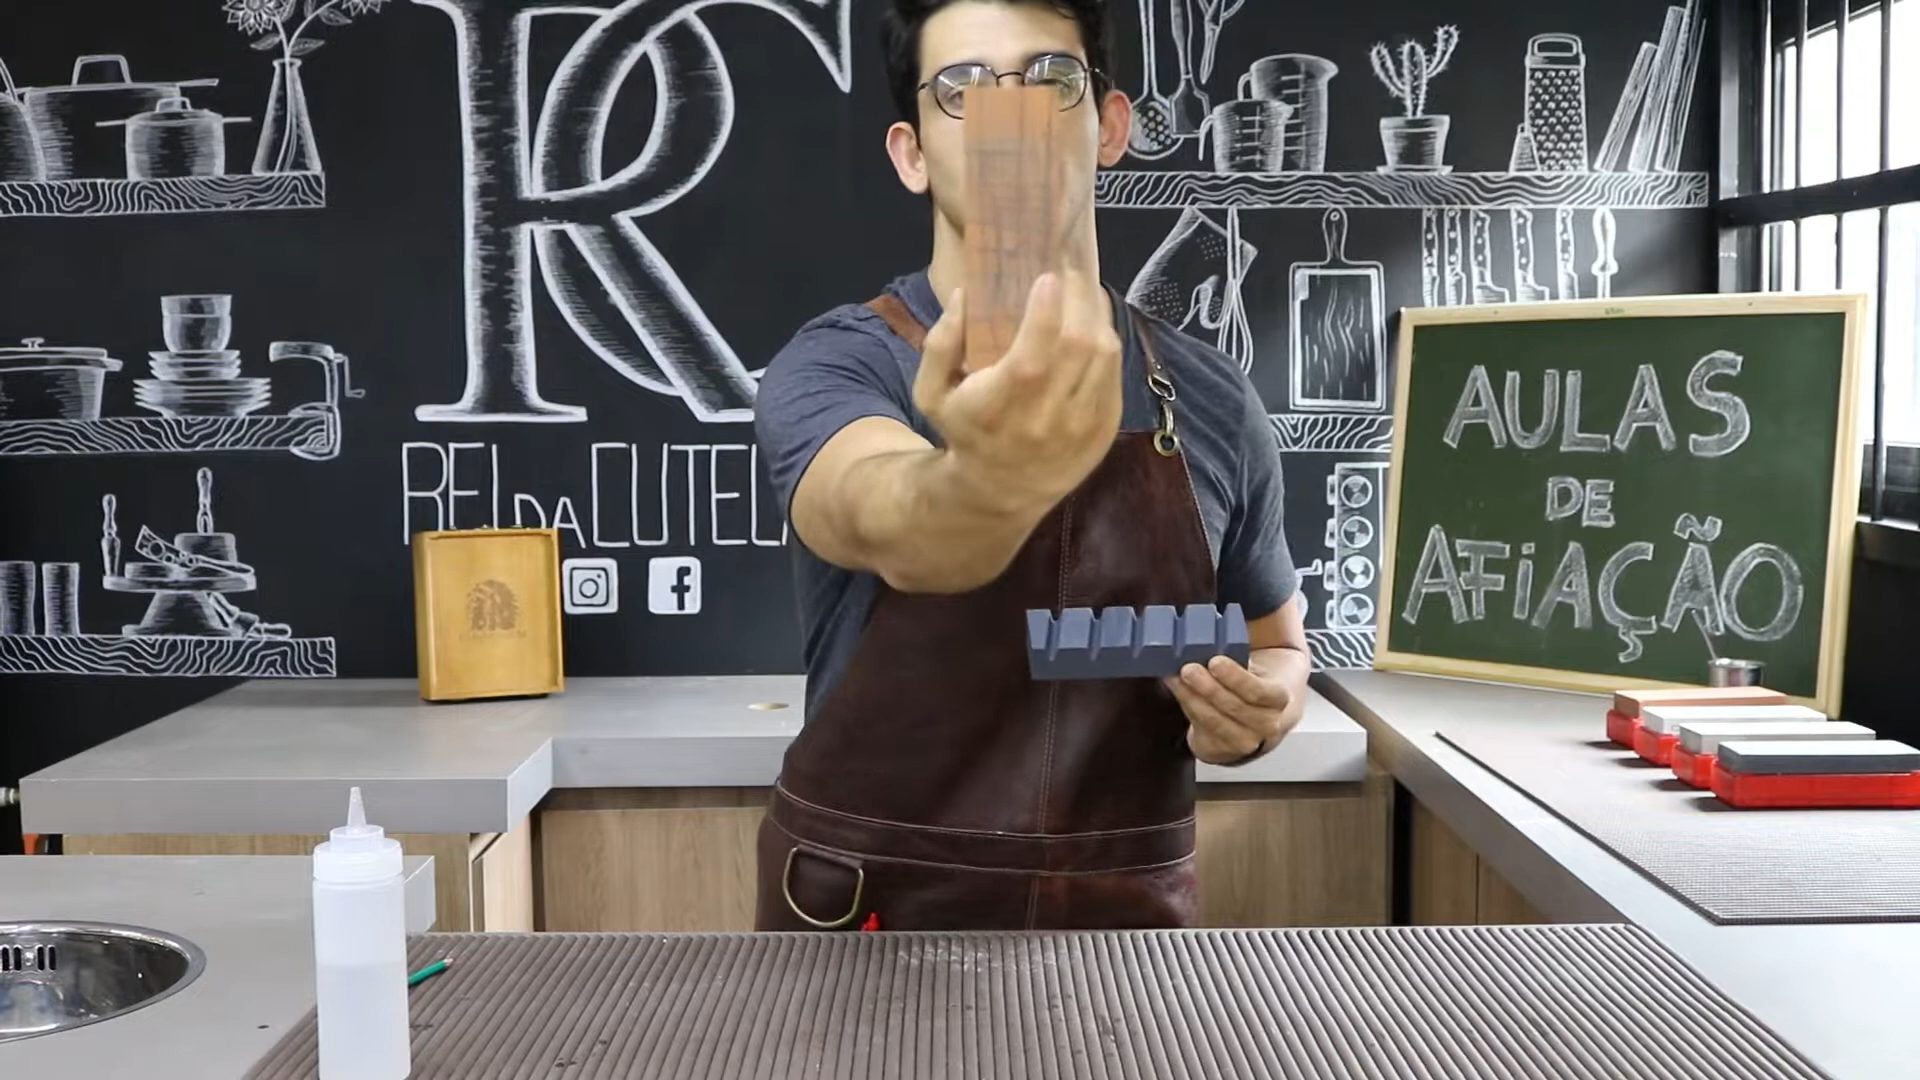 RC
REI DA CUTEL
AULAS
DE
AFIAÇÃO